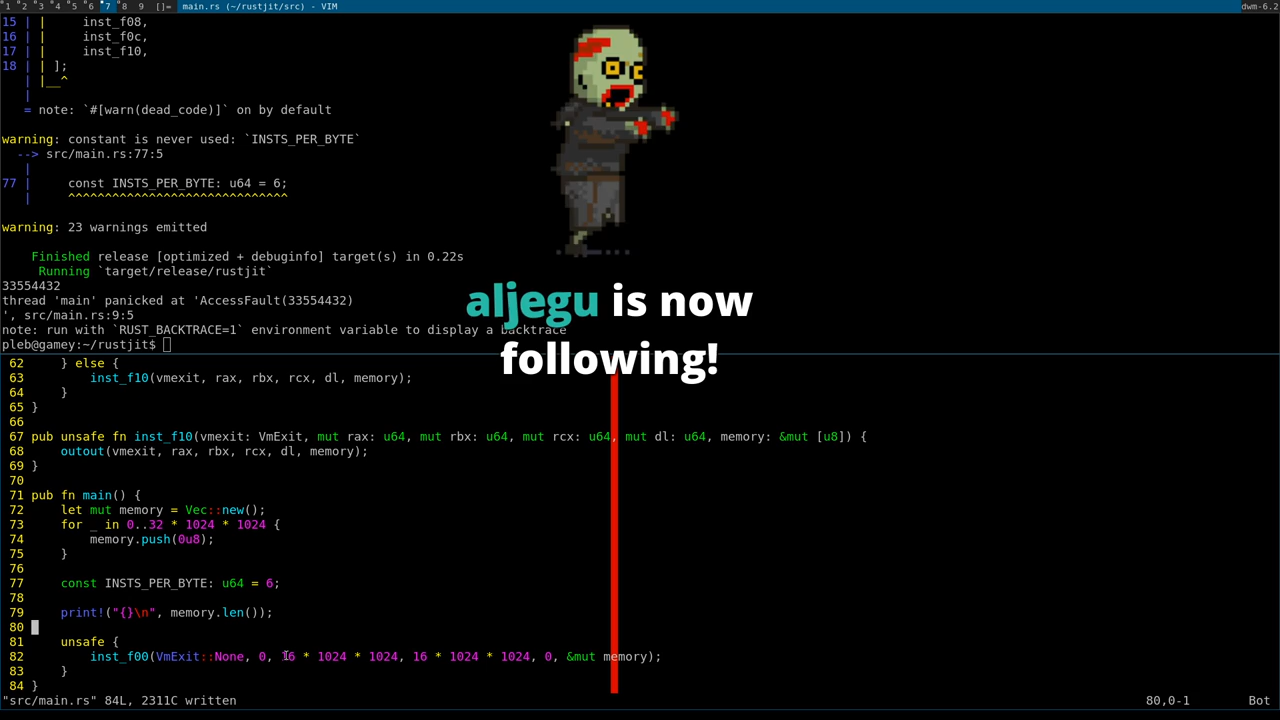 1 2 3 4 5 6 7 8 9 []= main.rs (~/rustjit/src) - VIM dwm-6.2
15 | |     inst_f08,
16 | |     inst_f0c,
17 | |     inst_f10,
18 | | ];
   | |__^
   |
   = note: `#[warn(dead_code)]` on by default
warning: constant is never used: `INSTS_PER_BYTE`
  --> src/main.rs:77:5
   |
77 |     const INSTS_PER_BYTE: u64 = 6;
   |     ^^^^^^^^^^^^^^^^^^^^^^^^^^^^^^
warning: 23 warnings emitted
    Finished release [optimized + debuginfo] target(s) in 0.22s
     Running `target/release/rustjit`
33554432
thread 'main' panicked at 'AccessFault(33554432)
', src/main.rs:9:5
note: run with `RUST_BACKTRACE=1` environment variable to display a backtrace
pleb@gamey:~/rustjit$
aljegu is now
following!
62     } else {
63         inst_f10(vmexit, rax, rbx, rcx, dl, memory);
64     }
65 }
66
67 pub unsafe fn inst_f10(vmexit: VmExit, mut rax: u64, mut rbx: u64, mut rcx: u64, mut dl: u64, memory: &mut [u8]) {
68     outout(vmexit, rax, rbx, rcx, dl, memory);
69 }
70
71 pub fn main() {
72     let mut memory = Vec::new();
73     for _ in 0..32 * 1024 * 1024 {
74         memory.push(0u8);
75     }
76
77     const INSTS_PER_BYTE: u64 = 6;
78
79     print!("{}\n", memory.len());
80
81     unsafe {
82         inst_f00(VmExit::None, 0, 16 * 1024 * 1024, 16 * 1024 * 1024, 0, &mut memory);
83     }
84 }
"src/main.rs" 84L, 2311C written 80,0-1 Bot